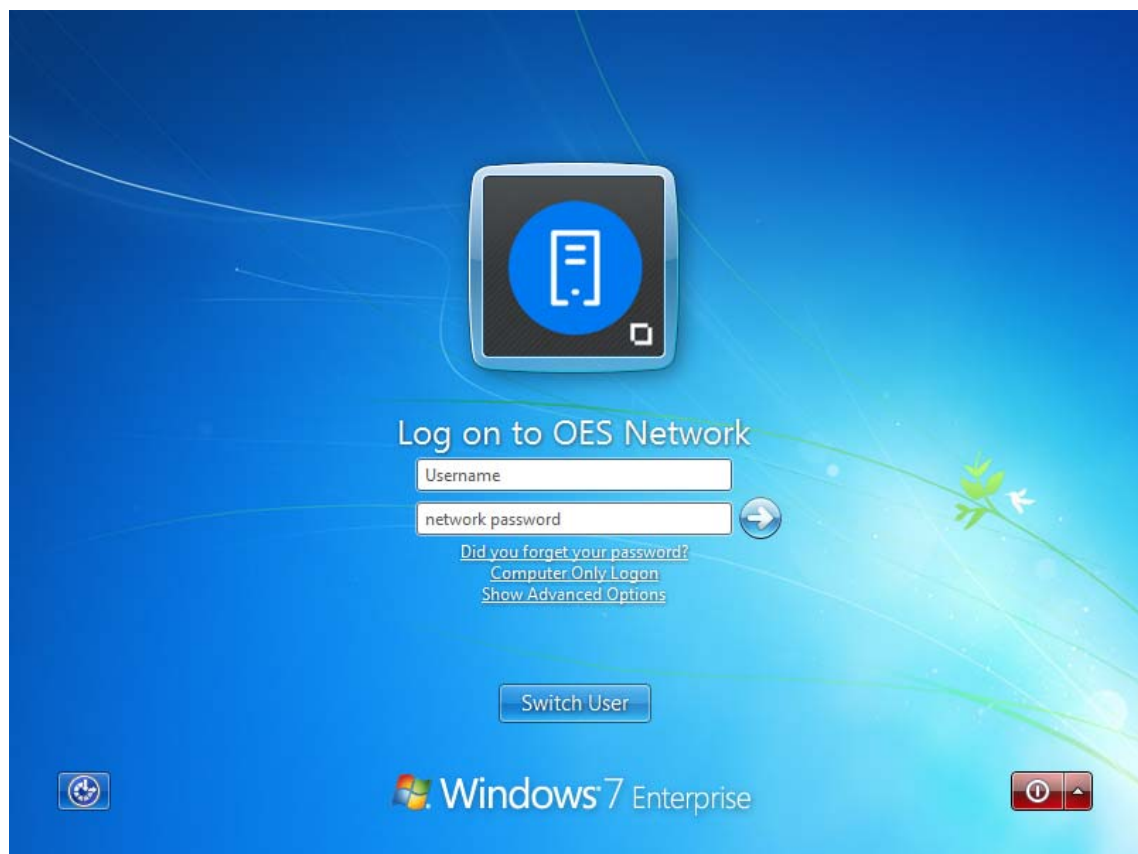 Log on to OES Network
Username
network password
Did you forget your password?
Computer Only Logon
Show Advanced Options
Switch User
Windows 7 Enterprise